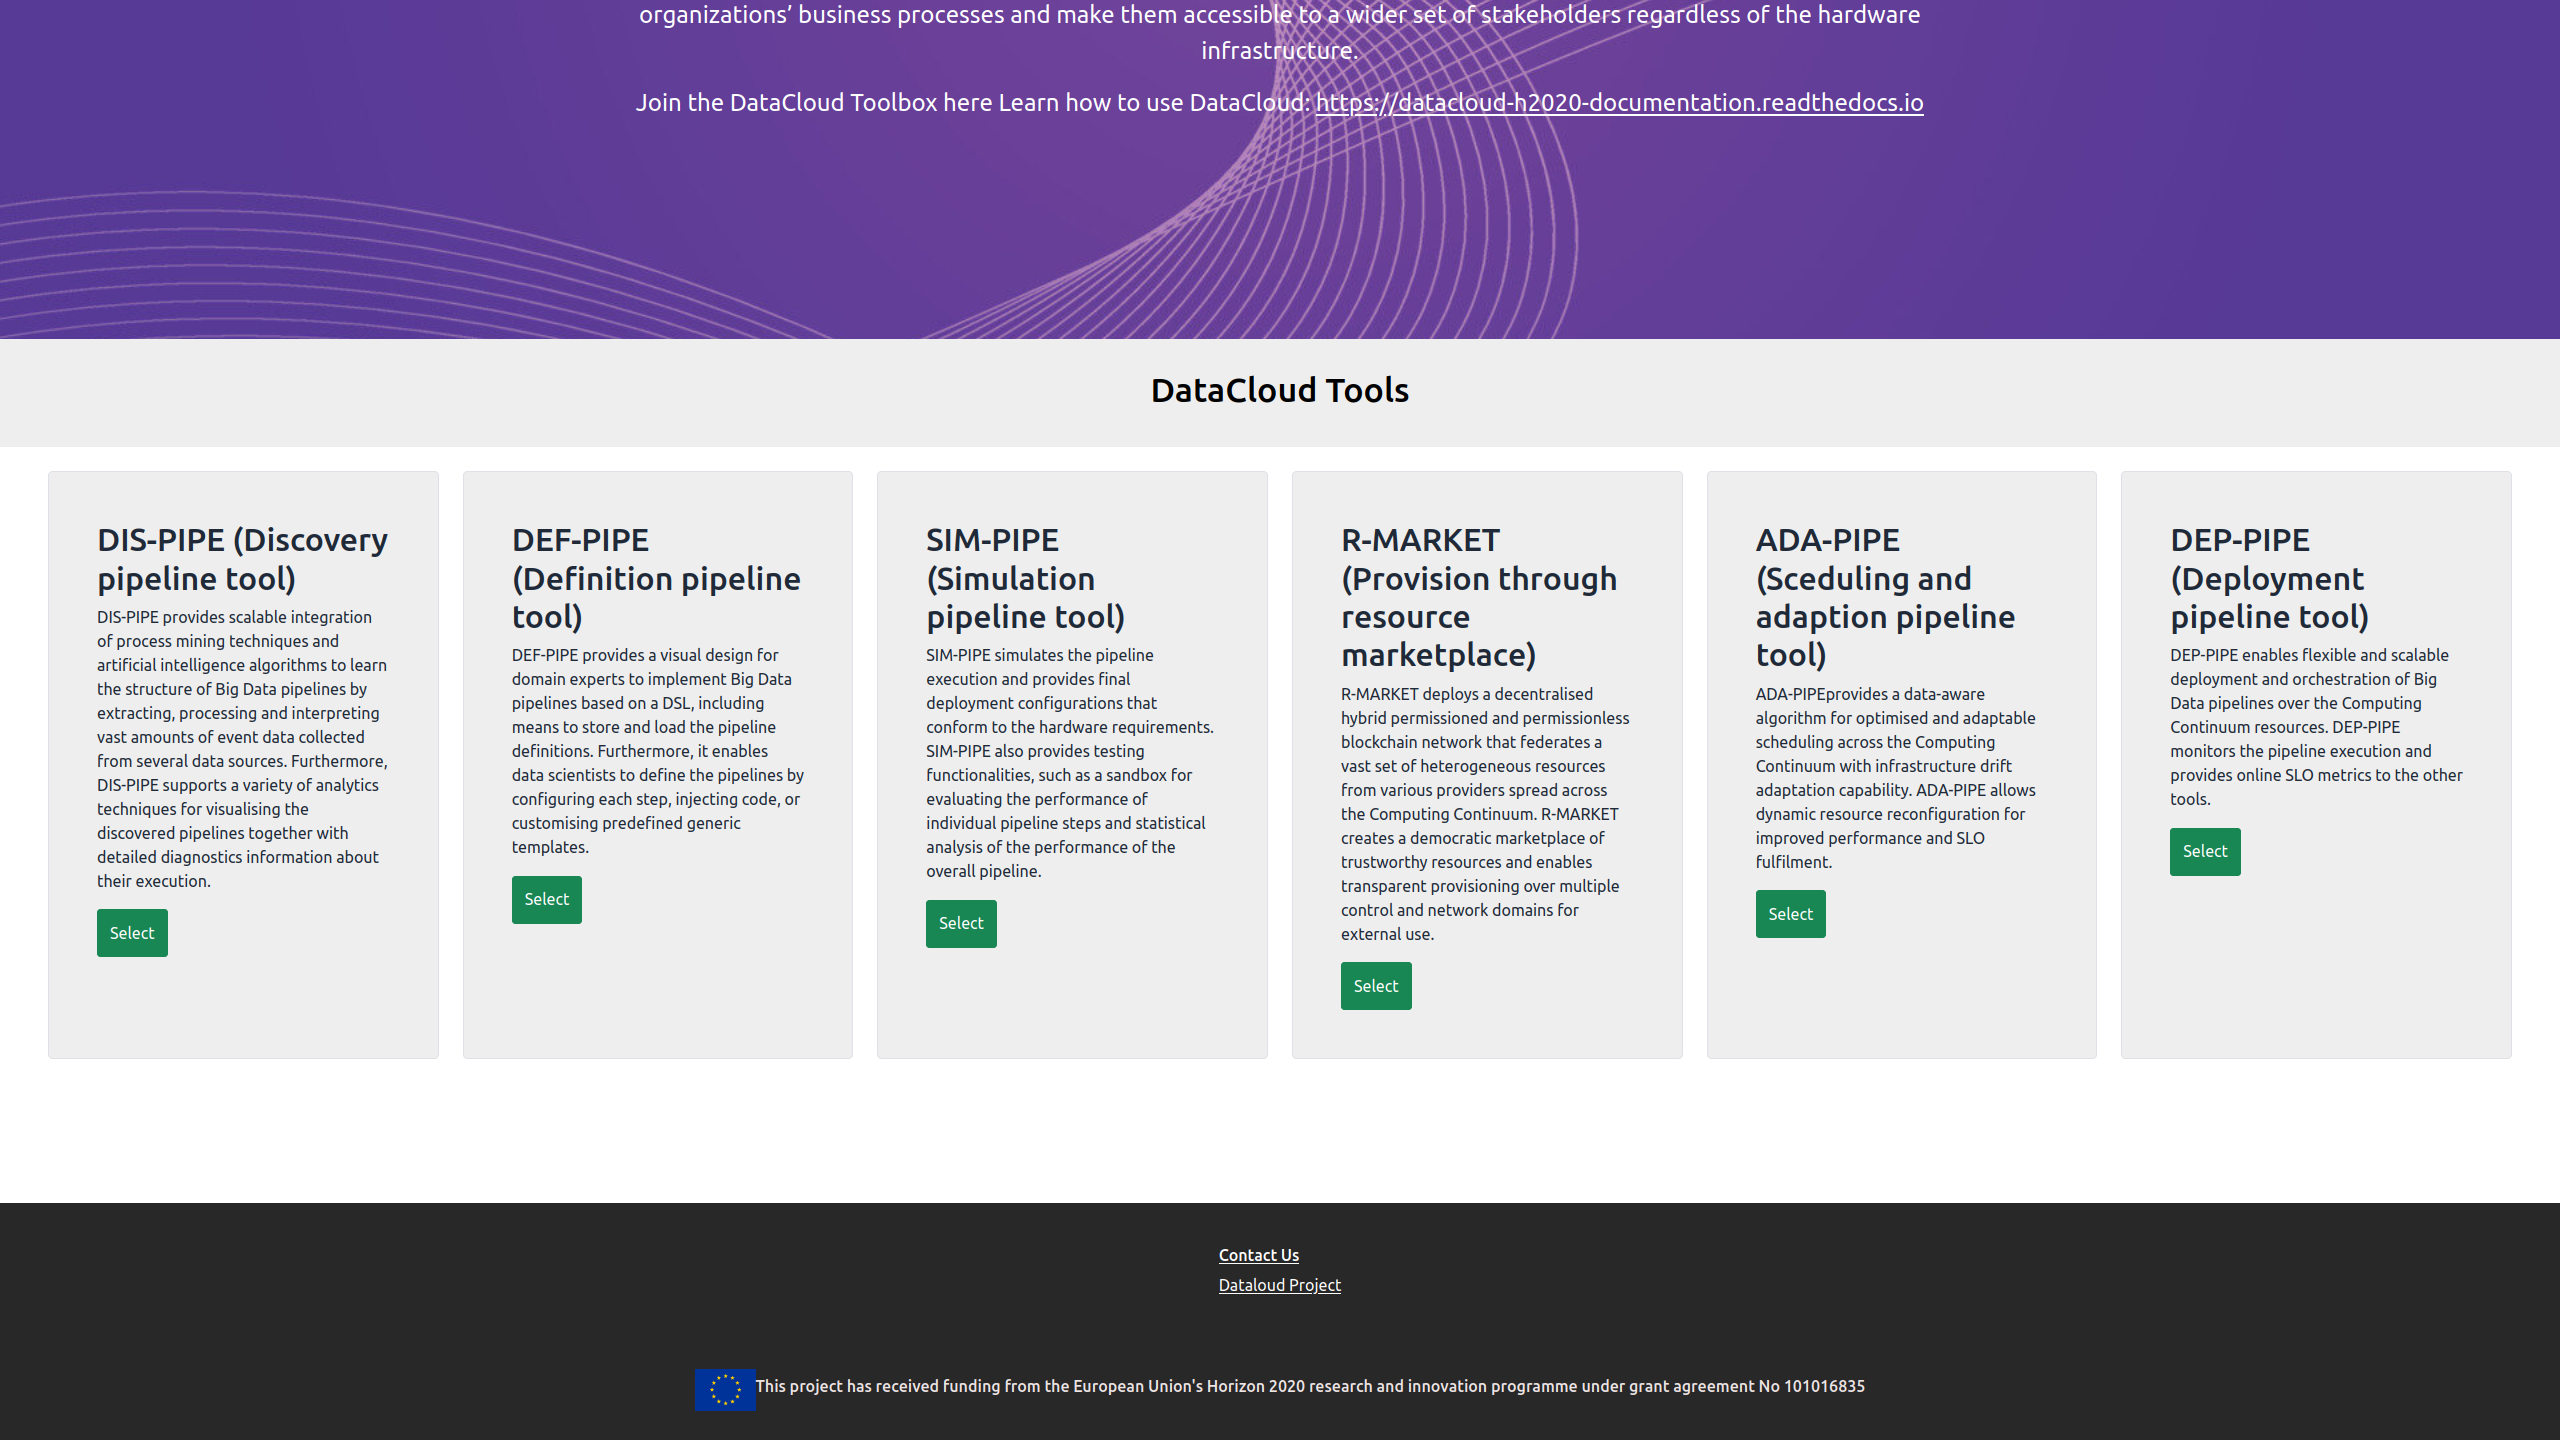 organizations’ business processes and make them accessible to a wider set of stakeholders regardless of the hardware
infrastructure.
Join the DataCloud Toolbox here Learn how to use DataCloud: https://datacloud-h2020-documentation.readthedocs.io
DataCloud Tools
DIS-PIPE (Discovery
pipeline tool)
DIS-PIPE provides scalable integration
of process mining techniques and
artificial intelligence algorithms to learn
the structure of Big Data pipelines by
extracting, processing and interpreting
vast amounts of event data collected
from several data sources. Furthermore,
DIS-PIPE supports a variety of analytics
techniques for visualising the
discovered pipelines together with
detailed diagnostics information about
their execution.
Select
DEF-PIPE
(Definition pipeline
tool)
DEF-PIPE provides a visual design for
domain experts to implement Big Data
pipelines based on a DSL, including
means to store and load the pipeline
definitions. Furthermore, it enables
data scientists to define the pipelines by
configuring each step, injecting code, or
customising predefined generic
templates.
Select
SIM-PIPE
(Simulation
pipeline tool)
SIM-PIPE simulates the pipeline
execution and provides final
deployment configurations that
conform to the hardware requirements.
SIM-PIPE also provides testing
functionalities, such as a sandbox for
evaluating the performance of
individual pipeline steps and statistical
analysis of the performance of the
overall pipeline.
Select
R-MARKET
(Provision through
resource
marketplace)
R-MARKET deploys a decentralised
hybrid permissioned and permissionless
blockchain network that federates a
vast set of heterogeneous resources
from various providers spread across
the Computing Continuum. R-MARKET
creates a democratic marketplace of
trustworthy resources and enables
transparent provisioning over multiple
control and network domains for
external use.
Select
ADA-PIPE
(Sceduling and
adaption pipeline
tool)
ADA-PIPEprovides a data-aware
algorithm for optimised and adaptable
scheduling across the Computing
Continuum with infrastructure drift
adaptation capability. ADA-PIPE allows
dynamic resource reconfiguration for
improved performance and SLO
fulfilment.
Select
DEP-PIPE
(Deployment
pipeline tool)
DEP-PIPE enables flexible and scalable
deployment and orchestration of Big
Data pipelines over the Computing
Continuum resources. DEP-PIPE
monitors the pipeline execution and
provides online SLO metrics to the other
tools.
Select
Contact Us
Dataloud Project
This project has received funding from the European Union's Horizon 2020 research and innovation programme under grant agreement No 101016835